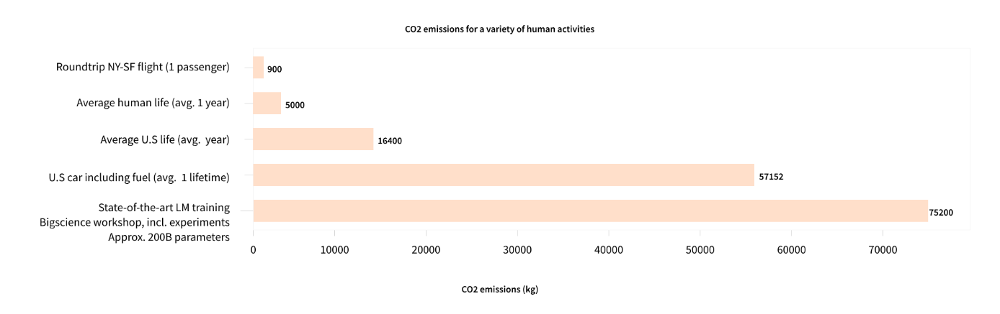 CO2 emissions for a variety of human activities
Roundtrip NY-SF flight (1 passenger)
900
Average human life (avg. 1 year)
5000
Average U.S life (avg.  year)
16400
U.S car including fuel (avg.  1 lifetime)
57152
State-of-the-art LM training
Bigscience workshop, incl. experiments
Approx. 200B parameters
75200
0 10000 20000 30000 40000 50000 60000 70000
CO2 emissions (kg)